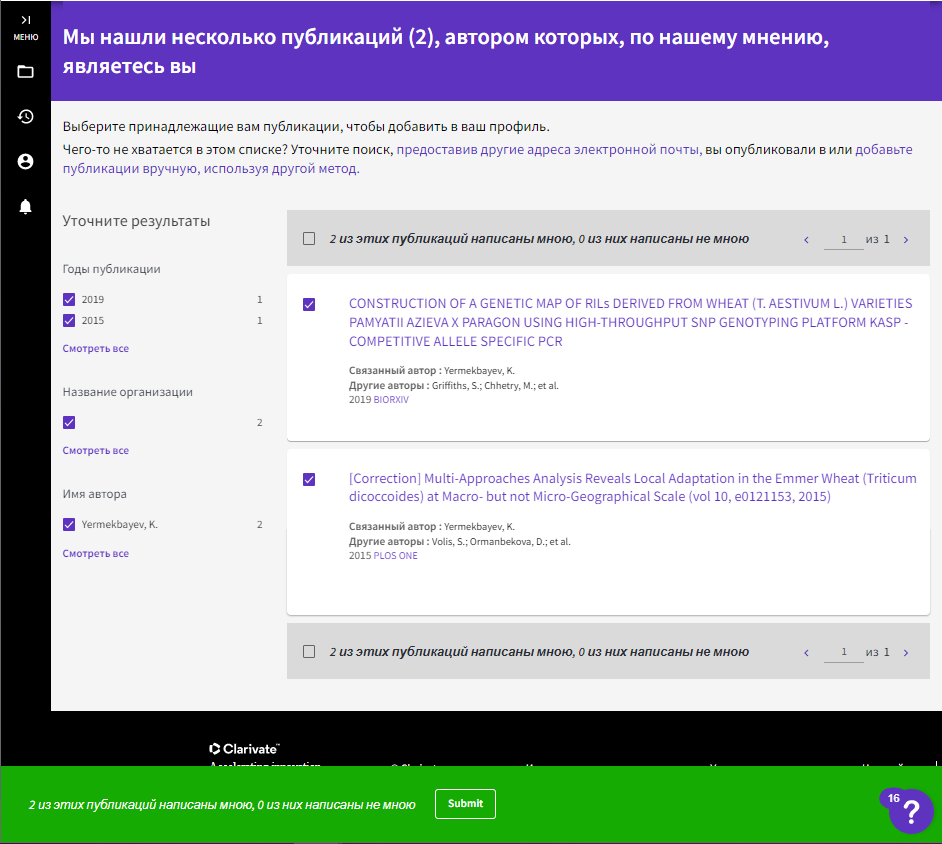 МЕНЮ
Мы нашли несколько публикаций (2), автором которых, по нашему мнению,
являетесь вы
Выберите принадлежащие вам публикации, чтобы добавить в ваш профиль.
Чего-то не хватается в этом списке? Уточните поиск, предоставив другие адреса электронной почты, вы опубликовали в или добавьте
публикации вручную, используя другой метод.
Уточните результаты
Годы публикации
2019 1
2015 1
Смотреть все
Название организации
2
Смотреть все
Имя автора
Yermekbayev, K. 2
Смотреть все
2 из этих публикаций написаны мною, 0 из них написаны не мною
1 из 1
CONSTRUCTION OF A GENETIC MAP OF RILs DERIVED FROM WHEAT (T. AESTIVUM L.) VARIETIES
PAMYATII AZIEVA X PARAGON USING HIGH-THROUGHPUT SNP GENOTYPING PLATFORM KASP -
COMPETITIVE ALLELE SPECIFIC PCR
Связанный автор : Yermekbayev, K.
Другие авторы : Griffiths, S.; Chhetry, M.; et al.
2019 BIORXIV
[Correction] Multi-Approaches Analysis Reveals Local Adaptation in the Emmer Wheat (Triticum
dicoccoides) at Macro- but not Micro-Geographical Scale (vol 10, e0121153, 2015)
Связанный автор : Yermekbayev, K.
Другие авторы : Volis, S.; Ormanbekova, D.; et al.
2015 PLOS ONE
2 из этих публикаций написаны мною, 0 из них написаны не мною
1 из 1
Clarivate™
Accelerating innovation
2 из этих публикаций написаны мною, 0 из них написаны не мною
Submit
16
?